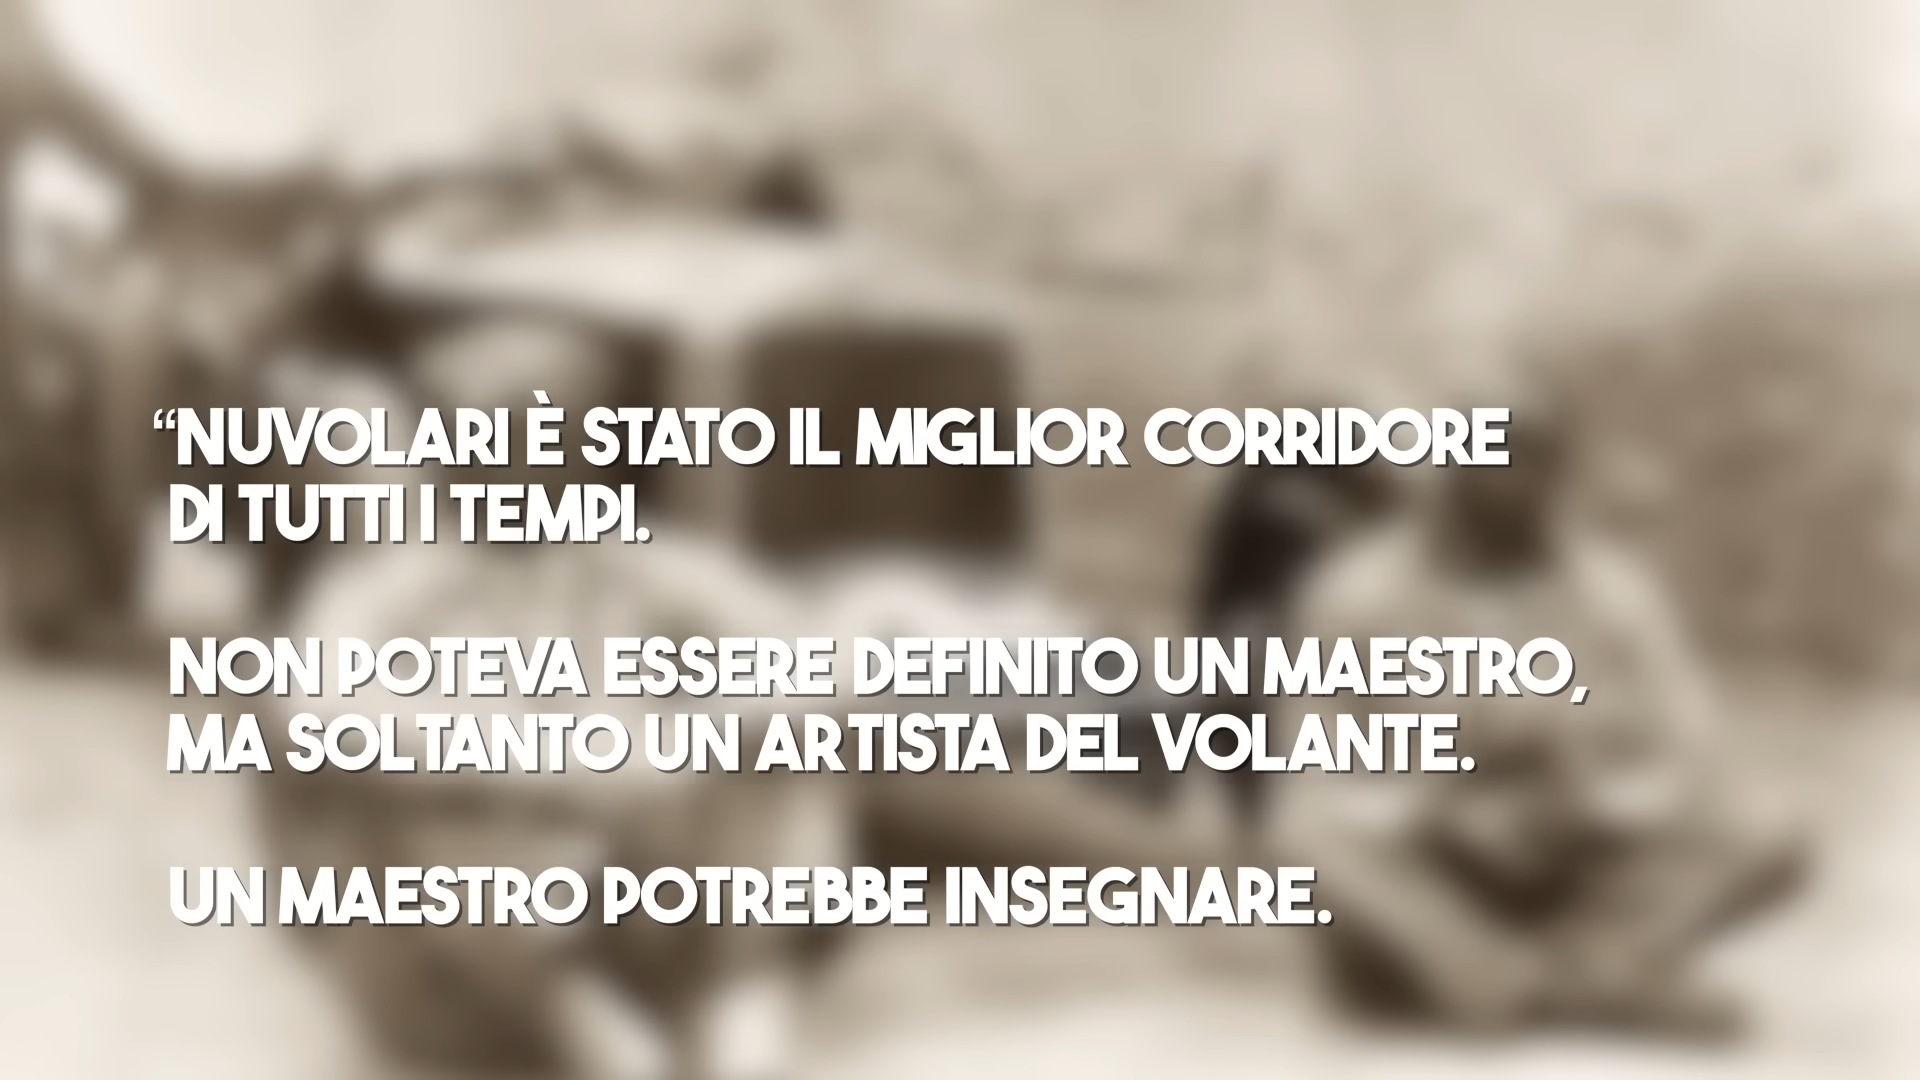 “NUVOLARI È STATO IL MIGLIOR CORRIDORE
DI TUTTI I TEMPI.
NON POTEVA ESSERE DEFINITO UN MAESTRO,
MA SOLTANTO UN ARTISTA DEL VOLANTE.
UN MAESTRO POTREBBE INSEGNARE.